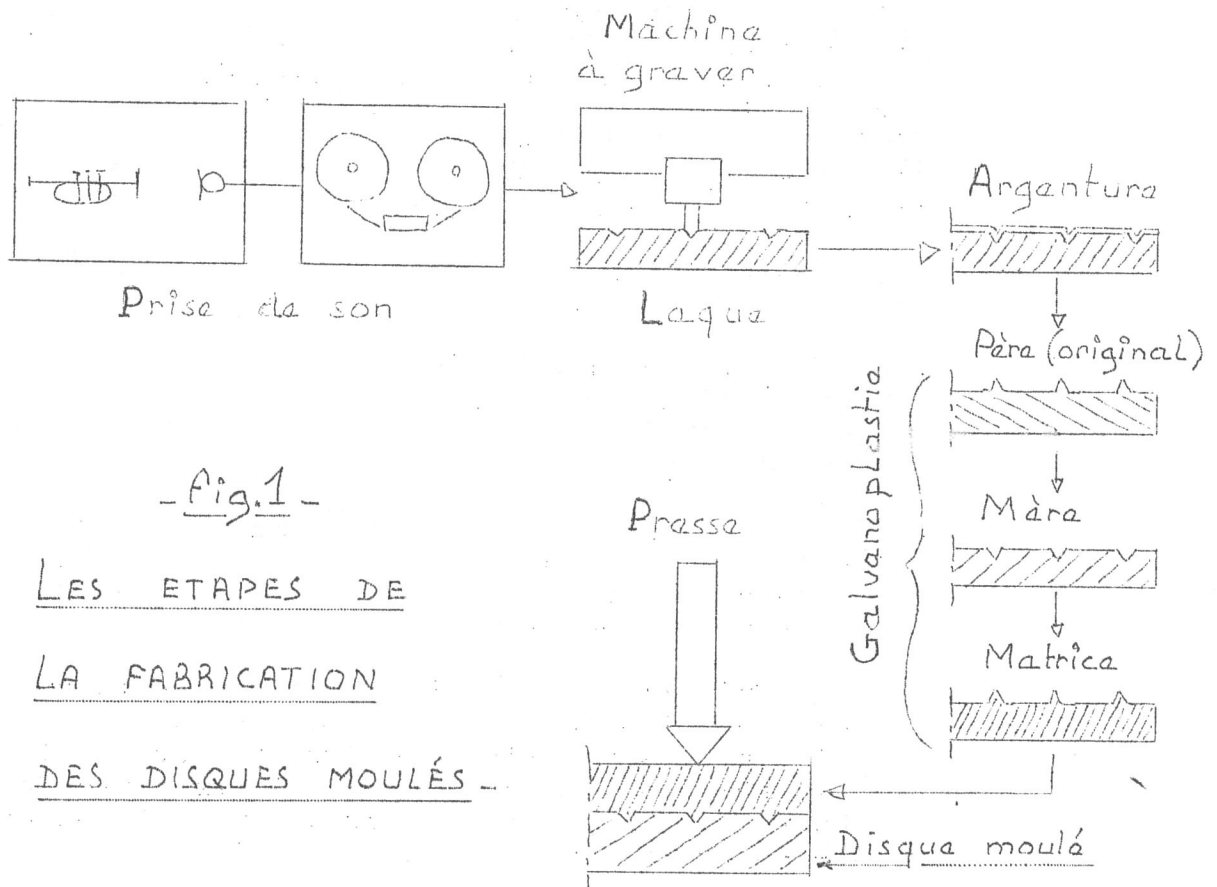 Machine
à graver
Prise de son
Laque
Argenture
Père (original)
Mère
Matrice
Galvanoplastie
Presse
Disque moulé
- fig.1 -
LES ETAPES DE
LA FABRICATION
DES DISQUES MOULÉS -